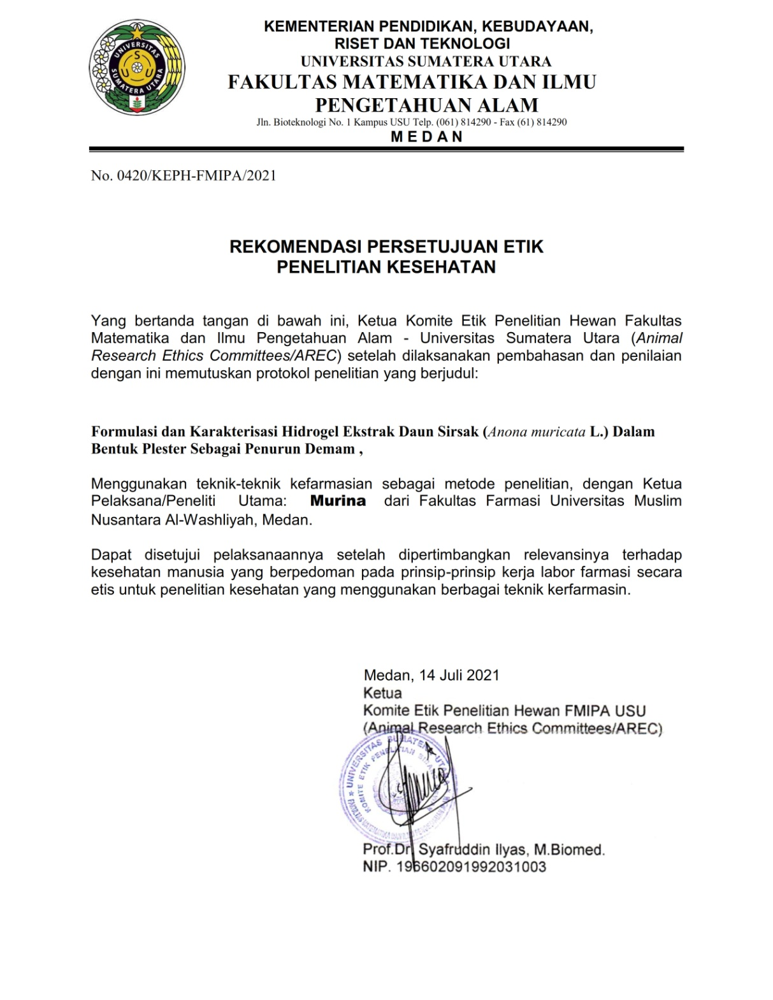 UNIVERSITAS
SUMATERA UTARA
S
U U
KEMENTERIAN PENDIDIKAN, KEBUDAYAAN,
RISET DAN TEKNOLOGI
UNIVERSITAS SUMATERA UTARA
FAKULTAS MATEMATIKA DAN ILMU
PENGETAHUAN ALAM
Jln. Bioteknologi No. 1 Kampus USU Telp. (061) 814290 - Fax (61) 814290
M E D A N
No. 0420/KEPH-FMIPA/2021
REKOMENDASI PERSETUJUAN ETIK
PENELITIAN KESEHATAN
Yang bertanda tangan di bawah ini, Ketua Komite Etik Penelitian Hewan Fakultas
Matematika dan Ilmu Pengetahuan Alam - Universitas Sumatera Utara (Animal
Research Ethics Committees/AREC) setelah dilaksanakan pembahasan dan penilaian
dengan ini memutuskan protokol penelitian yang berjudul:
Formulasi dan Karakterisasi Hidrogel Ekstrak Daun Sirsak (Anona muricata L.) Dalam
Bentuk Plester Sebagai Penurun Demam ,
Menggunakan teknik-teknik kefarmasian sebagai metode penelitian, dengan Ketua
Pelaksana/Peneliti Utama: Murina dari Fakultas Farmasi Universitas Muslim
Nusantara Al-Washliyah, Medan.
Dapat disetujui pelaksanaannya setelah dipertimbangkan relevansinya terhadap
kesehatan manusia yang berpedoman pada prinsip-prinsip kerja labor farmasi secara
etis untuk penelitian kesehatan yang menggunakan berbagai teknik kerfarmasin.
Medan, 14 Juli 2021
Ketua
Komite Etik Penelitian Hewan FMIPA USU
(Animal Research Ethics Committees/AREC)
UNIVERSITAS SUMATERA UTARA
KOMITE ETIK PENELITIAN
Prof.Dr. Syafruddin Ilyas, M.Biomed.
NIP. 196602091992031003